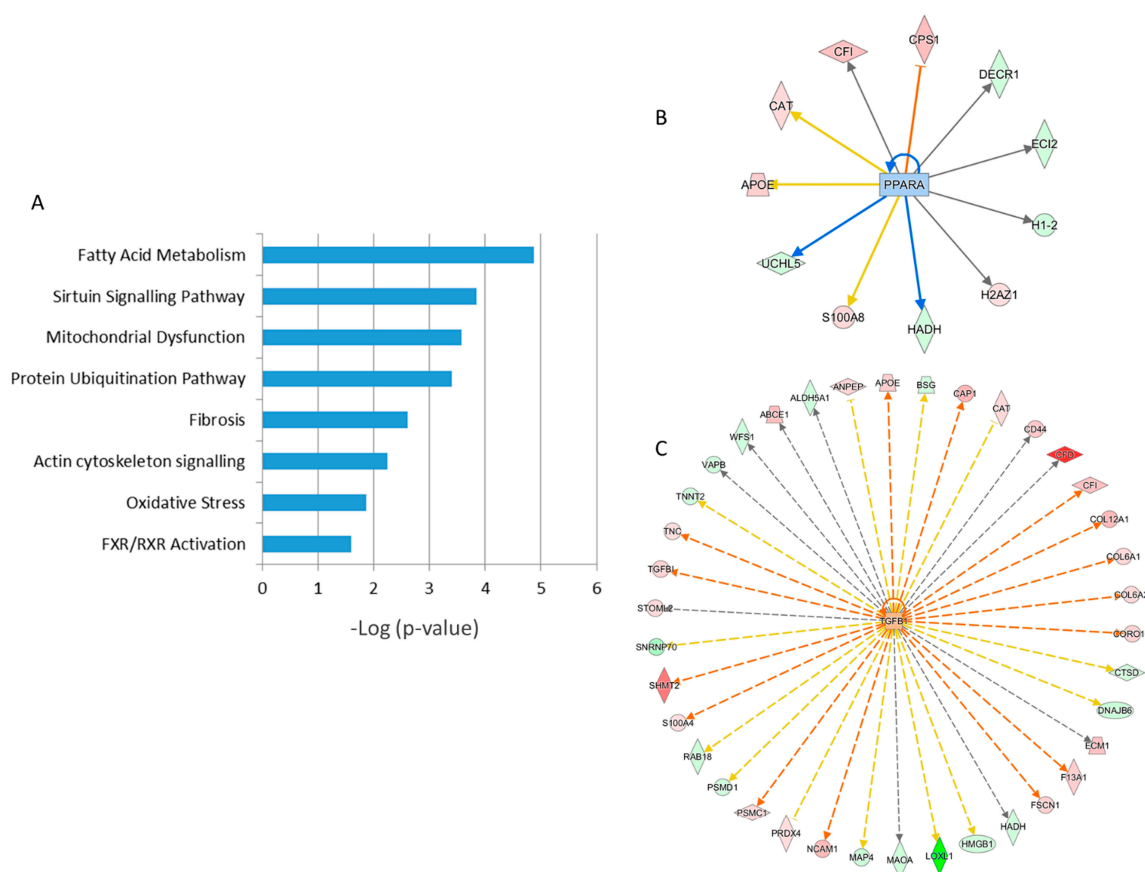 A
Fatty Acid Metabolism
Sirtuin Signalling Pathway
Mitochondrial Dysfunction
Protein Ubiquitination Pathway
Fibrosis
Actin cytoskeleton signalling
Oxidative Stress
FXR/RXR Activation
0 1 2 3 4 5 6
-Log (p-value)
B
CPS1
CFI
DECR1
CAT
ECI2
APOE
PPARA
H1-2
UCHL5
H2AZ1
S100A8
HADH
C
ANPEP
APOE
BSG
CAP1
CAT
CD44
CFD
CFI
COL12A1
COL6A1
COL6A2
CORO1
CTSD
DNAJB6
ECM1
F13A1
FSCN1
HADH
HMGB1
LOXL1
MAOA
MAP4
NCAM1
PRDX4
PSMC1
PSMD1
RAB18
S100A4
SHMT2
SNRNP70
STOML2
TGFBI
TNC
TNNT2
VAPB
WFS1
ABCE1
ALDH5A1
TGFB1